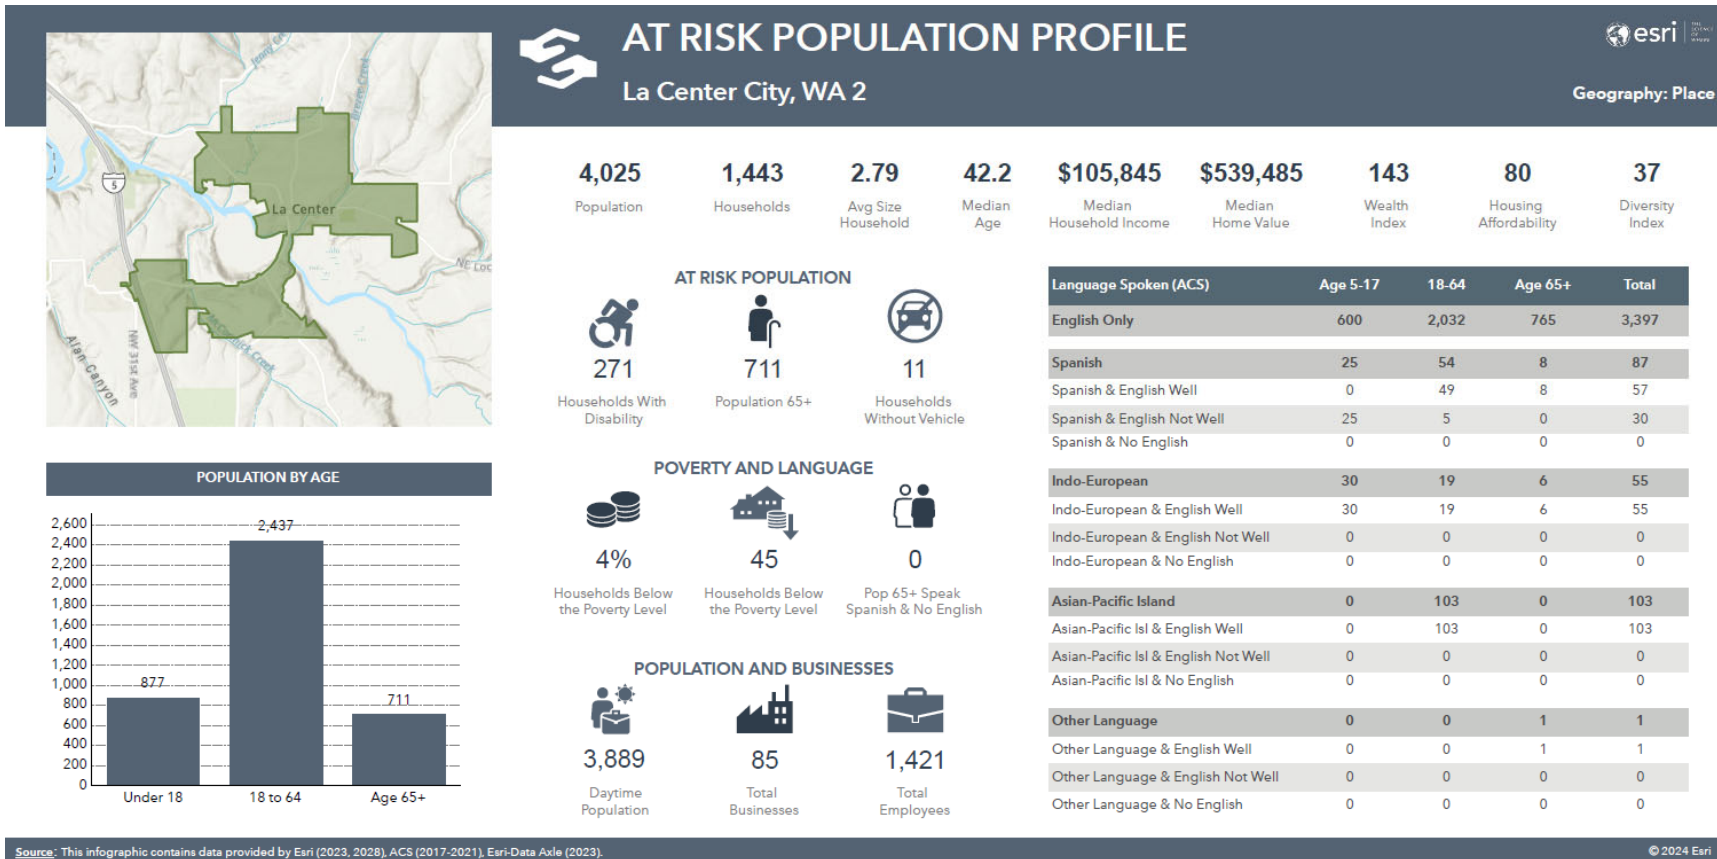 AT RISK POPULATION PROFILE
La Center City, WA 2
esri
THE
SCIENCE
OF
WHERE
Geography: Place
Jenny Cre
Brezee Creek
5
La Center
NE Loc
NW 31st Ave
Alan-Canyon
McCormick Creek
4,025
Population
1,443
Households
2.79
Avg Size
Household
42.2
Median
Age
$105,845
Median
Household Income
$539,485
Median
Home Value
143
Wealth
Index
80
Housing
Affordability
37
Diversity
Index
AT RISK POPULATION
271
Households With
Disability
711
Population 65+
11
Households
Without Vehicle
POVERTY AND LANGUAGE
4%
Households Below
the Poverty Level
45
Households Below
the Poverty Level
0
Pop 65+ Speak
Spanish & No English
POPULATION AND BUSINESSES
3,889
Daytime
Population
85
Total
Businesses
1,421
Total
Employees
POPULATION BY AGE
2,600
2,400
2,200
2,000
1,800
1,600
1,400
1,200
1,000
800
600
400
200
0
877
2,437
711
Under 18 18 to 64 Age 65+
Language Spoken (ACS) Age 5-17 18-64 Age 65+ Total
English Only 600 2,032 765 3,397
Spanish 25 54 8 87
Spanish & English Well 0 49 8 57
Spanish & English Not Well 25 5 0 30
Spanish & No English 0 0 0 0
Indo-European 30 19 6 55
Indo-European & English Well 30 19 6 55
Indo-European & English Not Well 0 0 0 0
Indo-European & No English 0 0 0 0
Asian-Pacific Island 0 103 0 103
Asian-Pacific Isl & English Well 0 103 0 103
Asian-Pacific Isl & English Not Well 0 0 0 0
Asian-Pacific Isl & No English 0 0 0 0
Other Language 0 0 1 1
Other Language & English Well 0 0 1 1
Other Language & English Not Well 0 0 0 0
Other Language & No English 0 0 0 0
Source: This infographic contains data provided by Esri (2023, 2028), ACS (2017-2021), Esri-Data Axle (2023).
© 2024 Esri